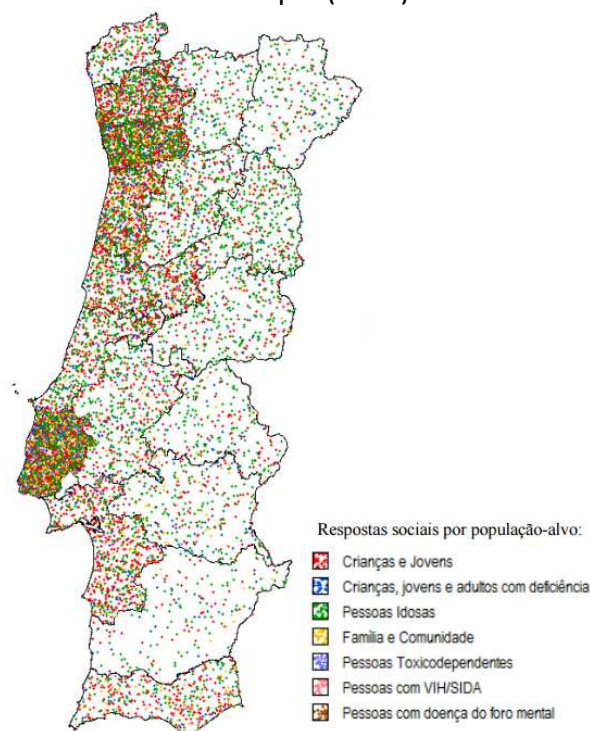 Respostas sociais por população-alvo:
Crianças e Jovens
Crianças, jovens e adultos com deficiência
Pessoas Idosas
Família e Comunidade
Pessoas Toxicodependentes
Pessoas com VIH/SIDA
Pessoas com doença do foro mental